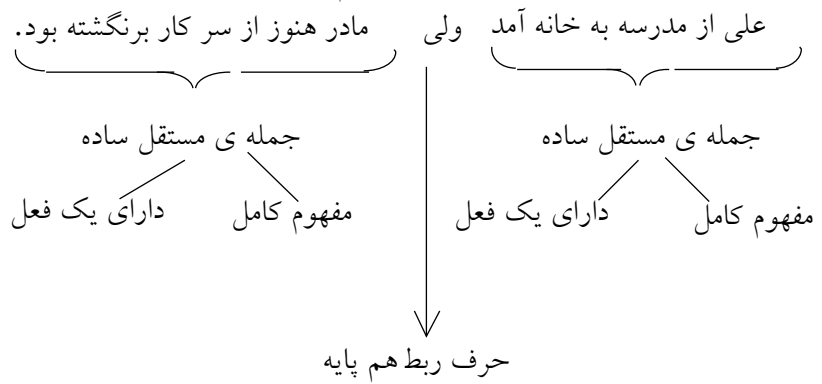 علی از مدرسه به خانه آمد ولی مادر هنوز از سر کار برنگشته بود.
جمله ی مستقل ساده جمله ی مستقل ساده
مفهوم کامل دارای یک فعل مفهوم کامل دارای یک فعل
حرف ربط هم پایه